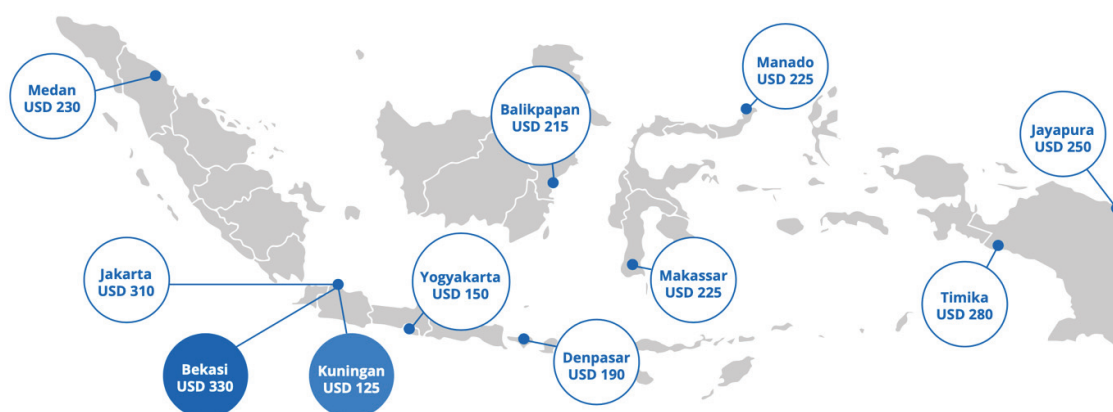 Medan
USD 230
Manado
USD 225
Balikpapan
USD 215
Jayapura
USD 250
Jakarta
USD 310
Yogyakarta
USD 150
Makassar
USD 225
Timika
USD 280
Bekasi
USD 330
Kuningan
USD 125
Denpasar
USD 190